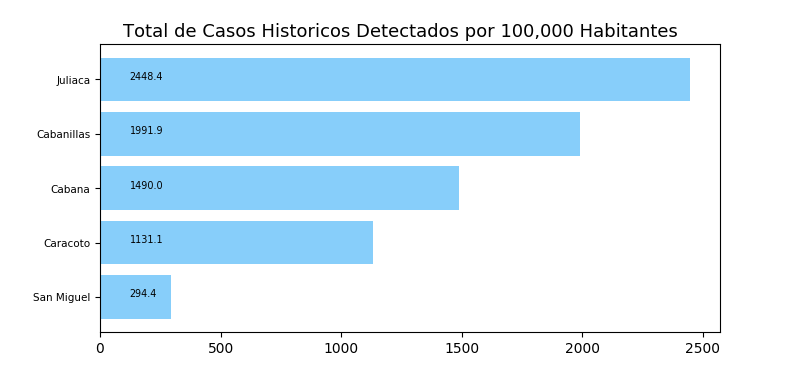 Total de Casos Historicos Detectados por 100,000 Habitantes
Juliaca 2448.4
Cabanillas 1991.9
Cabana 1490.0
Caracoto 1131.1
San Miguel 294.4
0 500 1000 1500 2000 2500